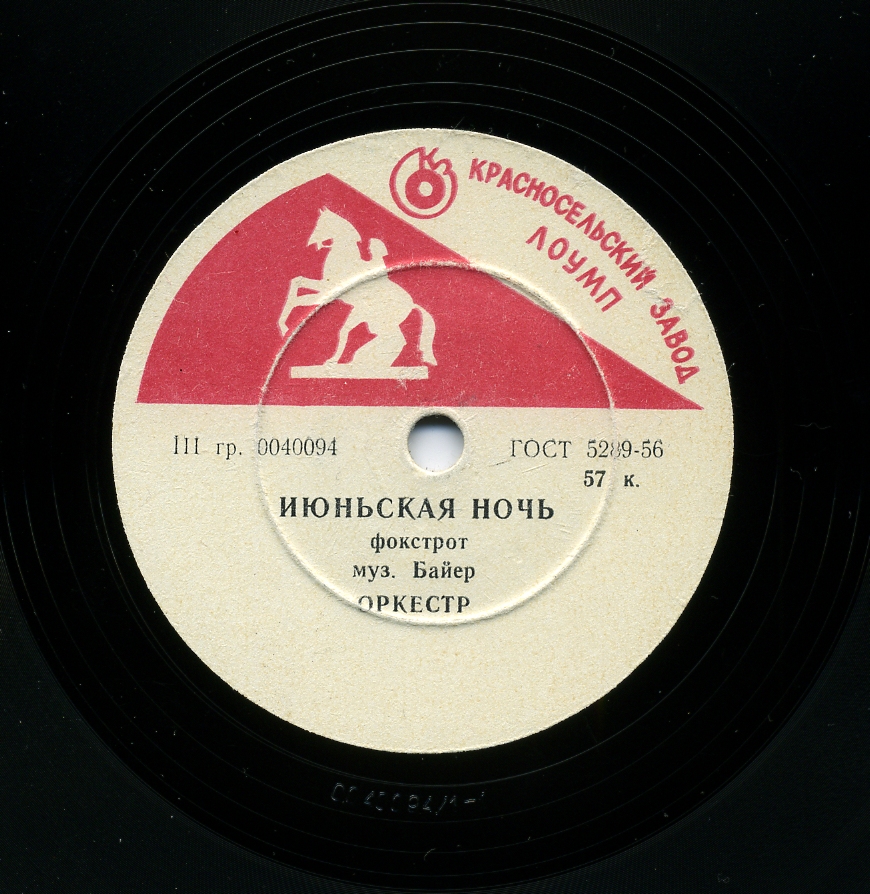 КРАСНОСЕЛЬСКИЙ ЗАВОД
ЛОУМП
III гр. 0040094
ГОСТ 5289-56
57 к.
ИЮНЬСКАЯ НОЧЬ
фокстрот
муз. Байер
ОРКЕСТР